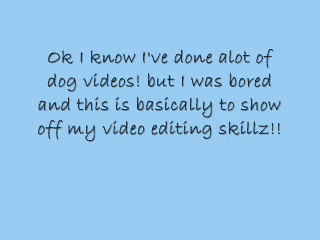 Ok I know I've done alot of
dog videos! but I was bored
and this is basically to show
off my video editing skillz!!